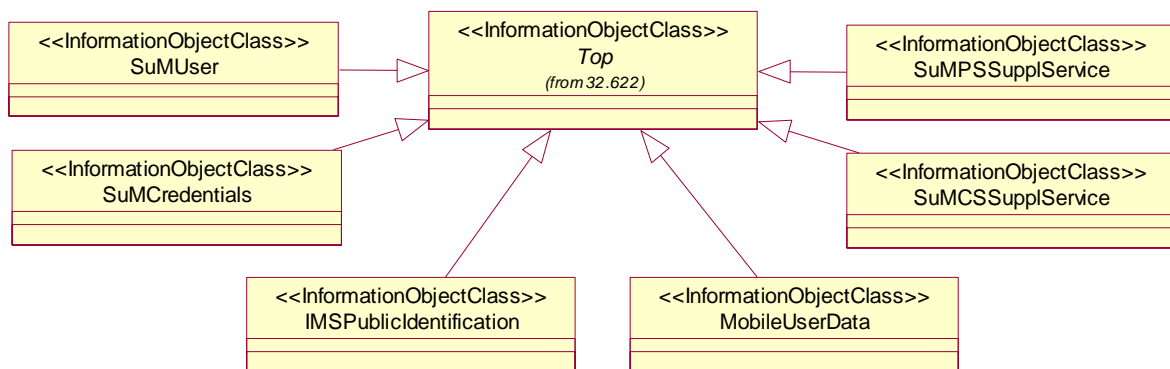 <<InformationObjectClass>>
SuMUser
<<InformationObjectClass>>
Top
(from 32.622)
<<InformationObjectClass>>
SuMPSSupplService
<<InformationObjectClass>>
SuMCredentials
<<InformationObjectClass>>
SuMCSSupplService
<<InformationObjectClass>>
IMSPublicIdentification
<<InformationObjectClass>>
MobileUserData